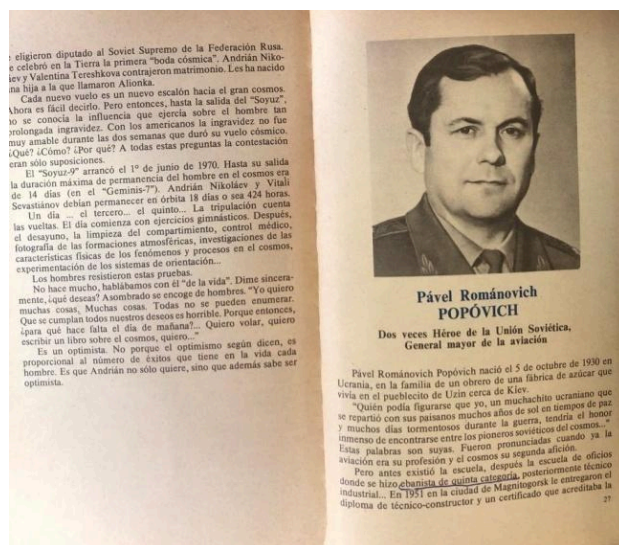 eligieron diputado al Soviet Supremo de la Federación Rusa.
e celebró en la Tierra la primera "boda cósmica". Andrián Niko-
iev y Valentina Tereshkova contrajeron matrimonio. Les ha nacido
na hija a la que llamaron Alionka.
Cada nuevo vuelo es un nuevo escalón hacia el gran cosmos.
Ahora es fácil decirlo. Pero entonces, hasta la salida del "Soyuz",
no se conocía la influencia que ejercía sobre el hombre tan
prolongada ingravidez. Con los americanos la ingravidez no fue
muy amable durante las dos semanas que duró su vuelo cósmico.
¿Qué? ¿Cómo? ¿Por qué? A todas estas preguntas la contestación
eran sólo suposiciones.
El "Soyuz-9" arrancó el 1° de junio de 1970. Hasta su salida
la duración máxima de permanencia del hombre en el cosmos era
de 14 días (en el "Geminis-7"). Andrián Nikoláev y Vitali
Sevastiánov debían permanecer en órbita 18 días o sea 424 horas.
Un día ... el tercero... el quinto... La tripulación cuenta
las vueltas. El día comienza con ejercicios gimnásticos. Después,
el desayuno, la limpieza del compartimiento, control médico,
fotografía de las formaciones atmosféricas, investigaciones de las
características físicas de los fenómenos y procesos en el cosmos,
experimentación de los sistemas de orientación...
Los hombres resistieron estas pruebas.
No hace mucho, hablábamos con él "de la vida". Dime sincera-
mente, ¿qué deseas? Asombrado se encoge de hombros. "Yo quiero
muchas cosas, Muchas cosas. Todas no se pueden enumerar.
Que se cumplan todos nuestros deseos es horrible. Porque entonces,
¿para qué hace falta el día de mañana?... Quiero volar, quiero
escribir un libro sobre el cosmos, quiero..."
Es un optimista. No porque el optimismo según dicen, es
proporcional al número de éxitos que tiene en la vida cada
hombre. Es que Andrián no sólo quiere, sino que además sabe ser
optimista.
Pável Románovich
POPÓVICH
Dos veces Héroe de la Unión Soviética,
General mayor de la aviación
Pável Románovich Popóvich nació el 5 de octubre de 1930 en
Ucrania, en la familia de un obrero de una fábrica de azúcar que
vivía en el pueblecito de Uzin cerca de Kíev.
"Quién podía figurarse que yo, un muchachito ucraniano que
se repartió con sus paisanos muchos años de sol en tiempos de paz
y muchos días tormentosos durante la guerra, tendría el honor
inmenso de encontrarse entre los pioneros soviéticos del cosmos..."
Estas palabras son suyas. Fueron pronunciadas cuando ya la
aviación era su profesión y el cosmos su segunda afición.
Pero antes existió la escuela, después la escuela de oficios
donde se hizo ebanista de quinta categoría, posteriormente técnico
industrial... En 1951 en la ciudad de Magnitogorsk le entregaron el
diploma de técnico-constructor y un certificado que acreditaba la